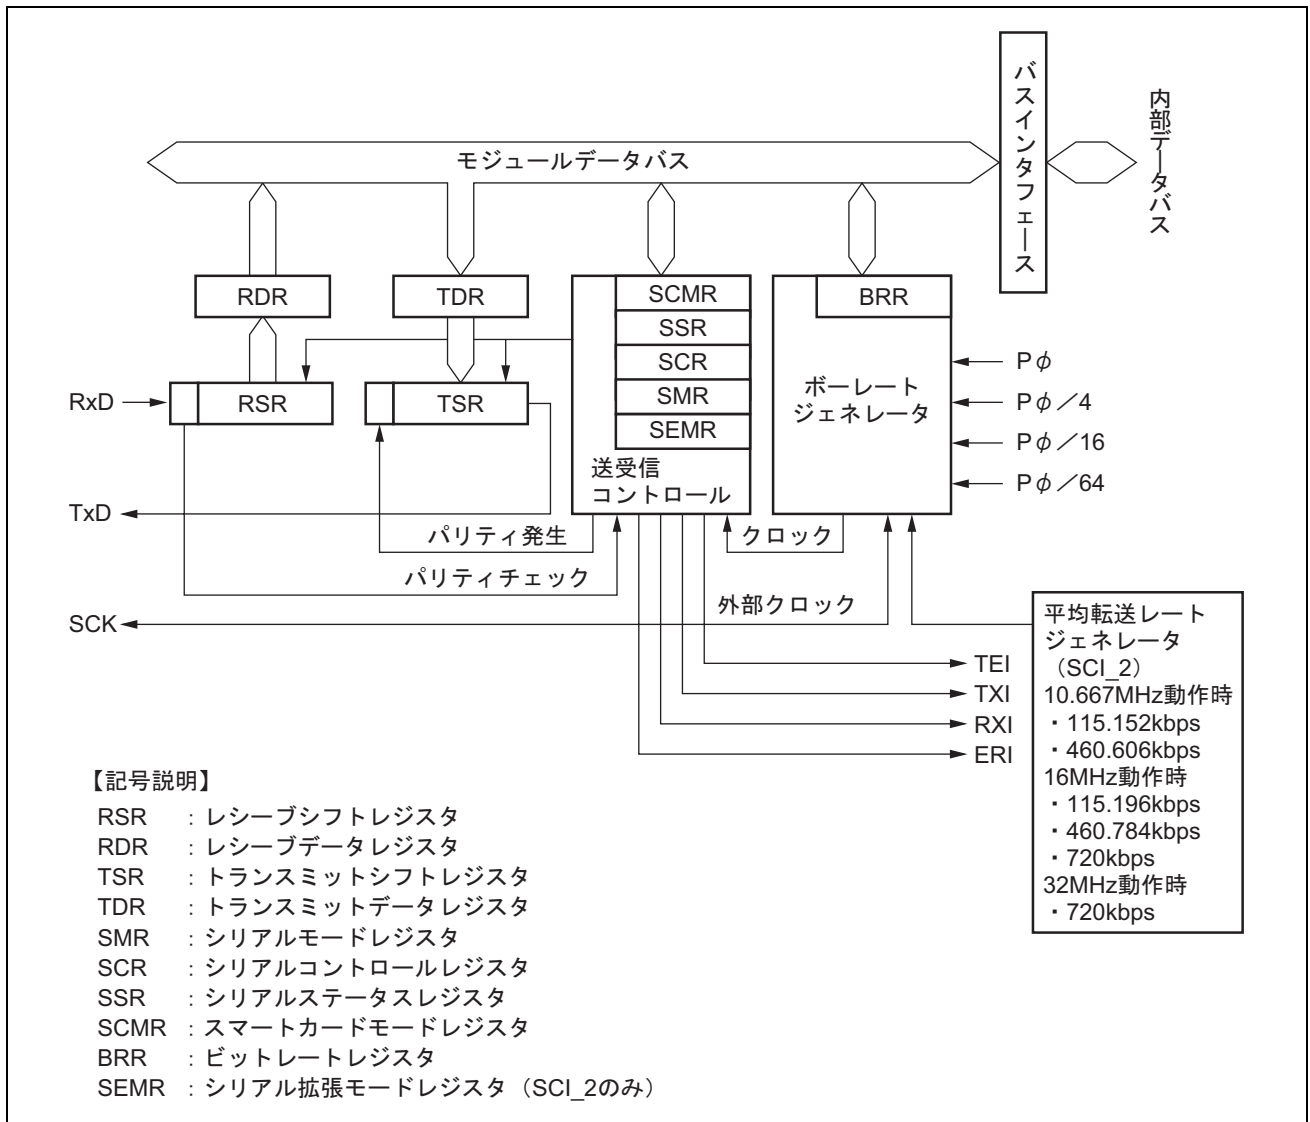 バスインタフェース
内部データバス
モジュールデータバス
RDR
TDR
SCMR
SSR
SCR
SMR
SEMR
送受信
コントロール
BRR
ボーレート
ジェネレータ
Pφ
Pφ／4
Pφ／16
Pφ／64
RxD
RSR
TSR
TxD
パリティ発生
パリティチェック
クロック
外部クロック
SCK
TEI
TXI
RXI
ERI
平均転送レート
ジェネレータ
（SCI_2）
10.667MHz動作時
・115.152kbps
・460.606kbps
16MHz動作時
・115.196kbps
・460.784kbps
・720kbps
32MHz動作時
・720kbps
【記号説明】
RSR : レシーブシフトレジスタ
RDR : レシーブデータレジスタ
TSR : トランスミットシフトレジスタ
TDR : トランスミットデータレジスタ
SMR : シリアルモードレジスタ
SCR : シリアルコントロールレジスタ
SSR : シリアルステータスレジスタ
SCMR : スマートカードモードレジスタ
BRR : ビットレートレジスタ
SEMR : シリアル拡張モードレジスタ（SCI_2のみ）